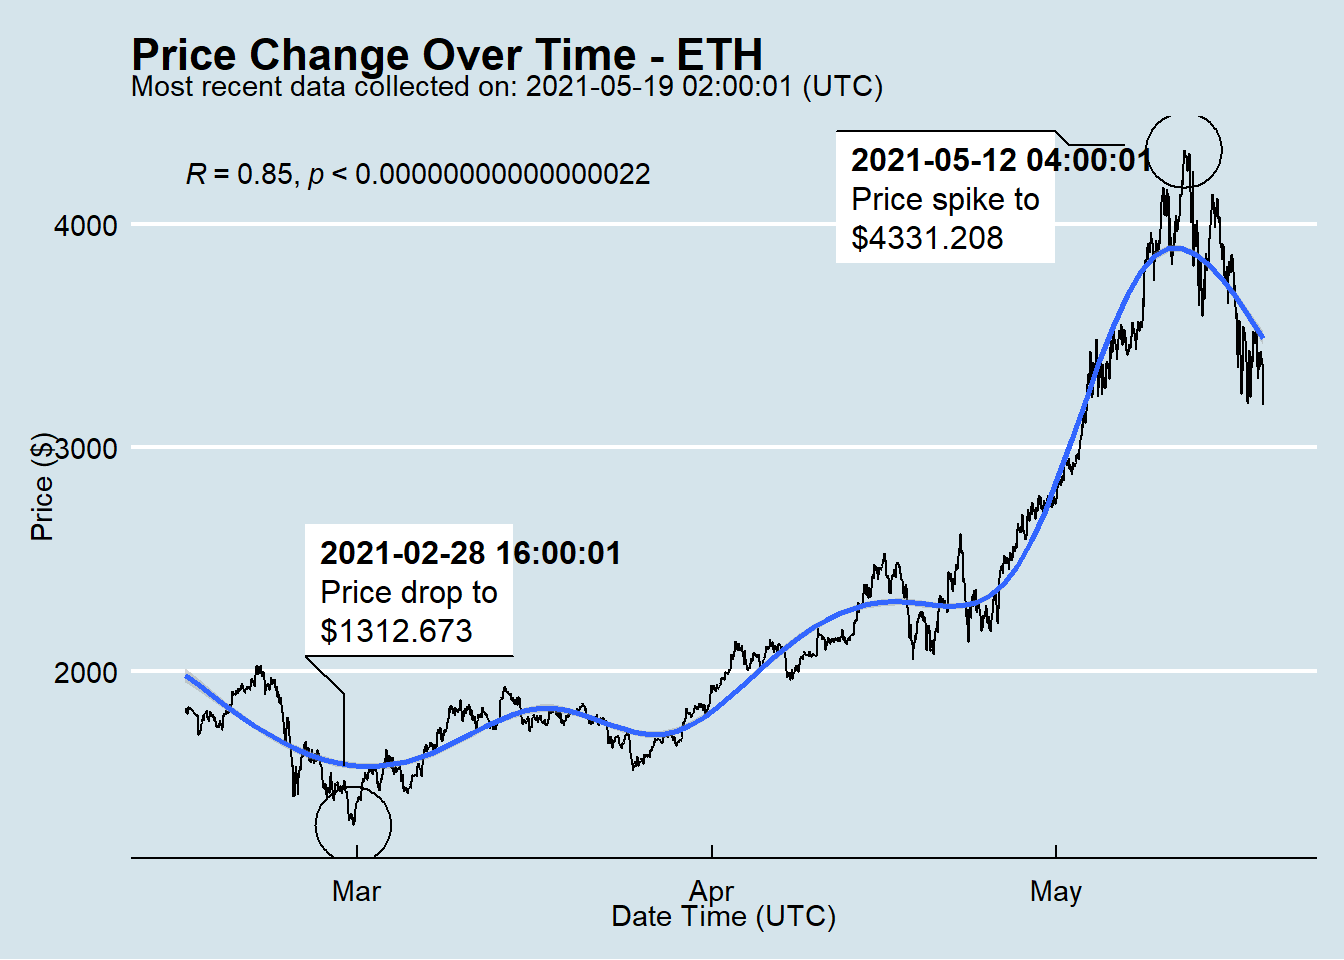 Price Change Over Time - ETH
Most recent data collected on: 2021-05-19 02:00:01 (UTC)
R = 0.85, p < 0.00000000000000022
2021-05-12 04:00:01
Price spike to
$4331.208
4000
3000
2000
Price ($)
2021-02-28 16:00:01
Price drop to
$1312.673
Mar
Apr
May
Date Time (UTC)